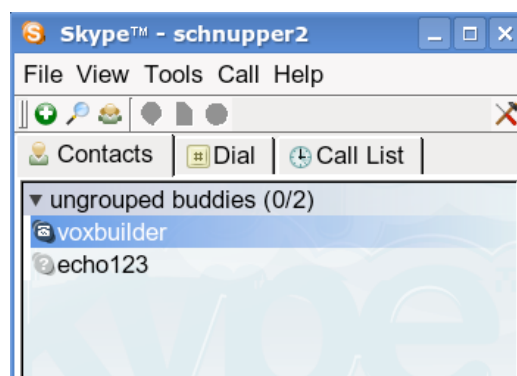 Skype™ - schnupper2
File View Tools Call Help
Contacts # Dial Call List
ungrouped buddies (0/2)
voxbuilder
echo123